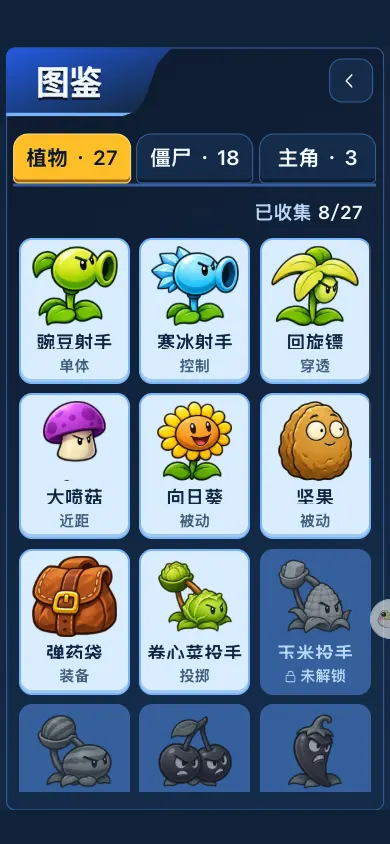 图鉴
植物 · 27
僵尸 · 18
主角 · 3
已收集 8/27
豌豆射手
寒冰射手
回旋镖
单体
控制
穿透
大喷菇
向日葵
坚果
近距
被动
被动
弹药袋
卷心菜投手
玉米投手
装备
投掷
未解锁